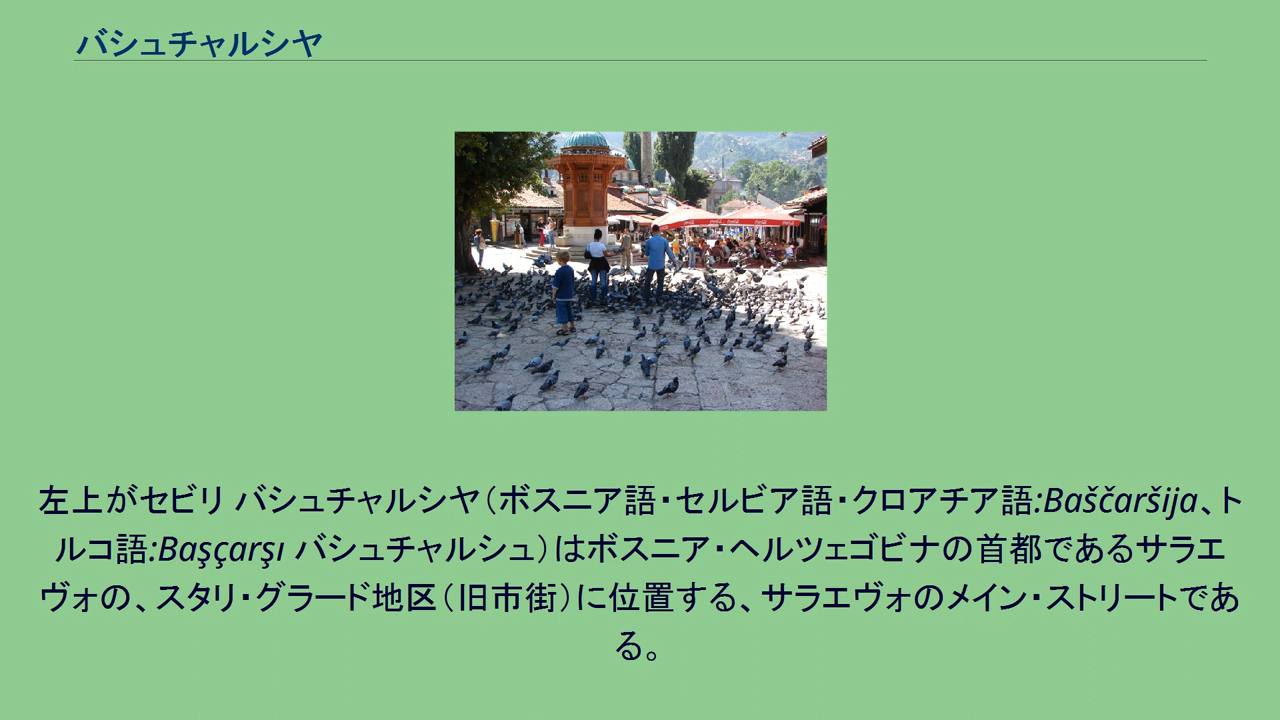 バシュチャルシヤ
左上がセビリ バシュチャルシヤ（ボスニア語・セルビア語・クロアチア語:Baščaršija、ト
ルコ語:Başçarşı バシュチャルシュ）はボスニア・ヘルツェゴビナの首都であるサラエ
ヴォの、スタリ・グラード地区（旧市街）に位置する、サラエヴォのメイン・ストリートであ
る。